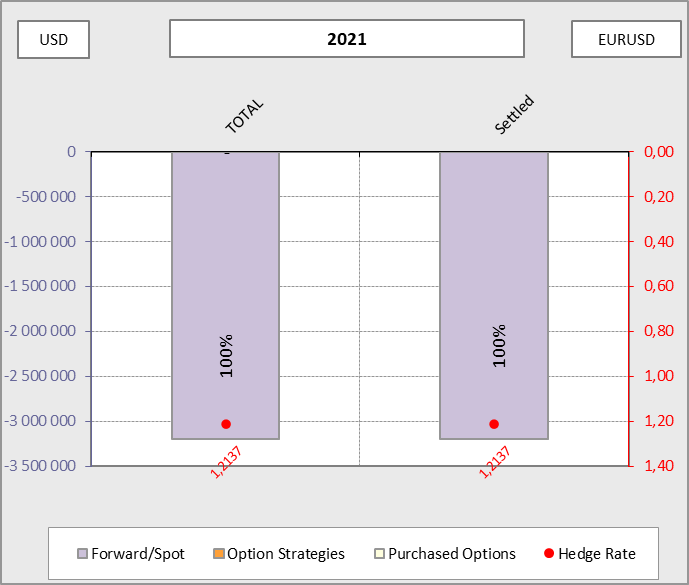 USD
2021
EURUSD
TOTAL
Settled
0
-500 000
-1 000 000
-1 500 000
-2 000 000
-2 500 000
-3 000 000
-3 500 000
0,00
0,20
0,40
0,60
0,80
1,00
1,20
1,40
100%
100%
1,2137
1,2137
Forward/Spot
Option Strategies
Purchased Options
Hedge Rate